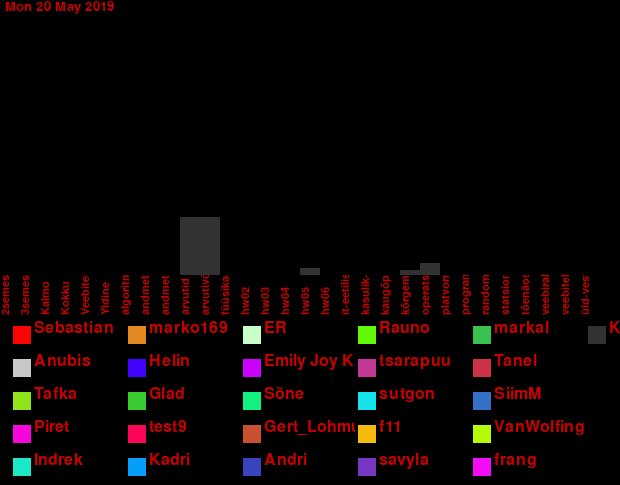 Mon 20 May 2019
2semes
3semes
Kalmo
Kokku
Veebite
Yldine
algoritn
andmet
andmet
arvutid
arvutivõ
füüsika
hw02
hw03
hw04
hw05
hw06
it-eetilis
kasulik-
kaugõp
kõrgem
operats
platvorr
progran
random
statsior
tõenäos
veebiral
veebitel
üld-ves
Sebastian marko169 ER Rauno markal K
Anubis Helin Emily Joy K tsarapuu Tanel
Tafka Glad Sõne sutgon SiimM
Piret test9 Gert_Lohmu f11 VanWolfing
Indrek Kadri Andri savyla frang